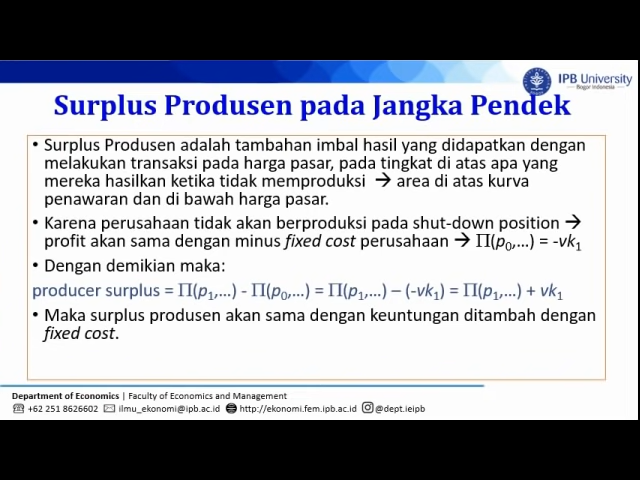 IPB University
Bogor Indonesia
Surplus Produsen pada Jangka Pendek
• Surplus Produsen adalah tambahan imbal hasil yang didapatkan dengan
melakukan transaksi pada harga pasar, pada tingkat di atas apa yang
mereka hasilkan ketika tidak memproduksi → area di atas kurva
penawaran dan di bawah harga pasar.
• Karena perusahaan tidak akan berproduksi pada shut-down position →
profit akan sama dengan minus fixed cost perusahaan → ∏(p₀,…) = -vk₁
• Dengan demikian maka:
producer surplus = ∏(p₁,…) - ∏(p₀,…) = ∏(p₁,…) – (-vk₁) = ∏(p₁,…) + vk₁
• Maka surplus produsen akan sama dengan keuntungan ditambah dengan
fixed cost.
Department of Economics | Faculty of Economics and Management
+62 251 8626602 ilmu_ekonomi@ipb.ac.id http://ekonomi.fem.ipb.ac.id @dept.ieipb